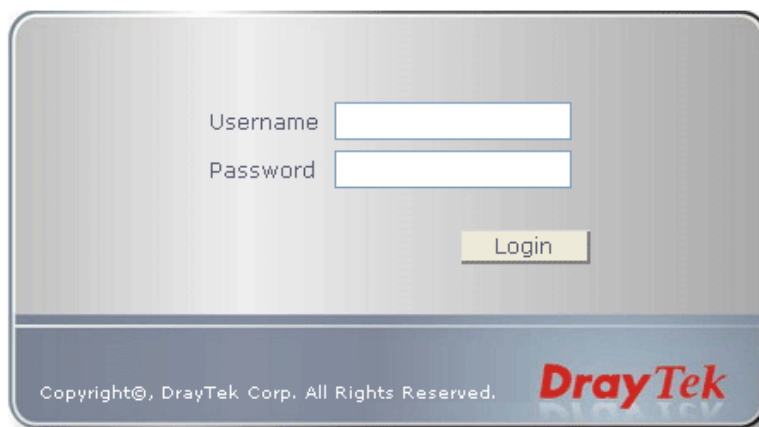 Username
Password
Login
Copyright©, DrayTek Corp. All Rights Reserved.
DrayTek